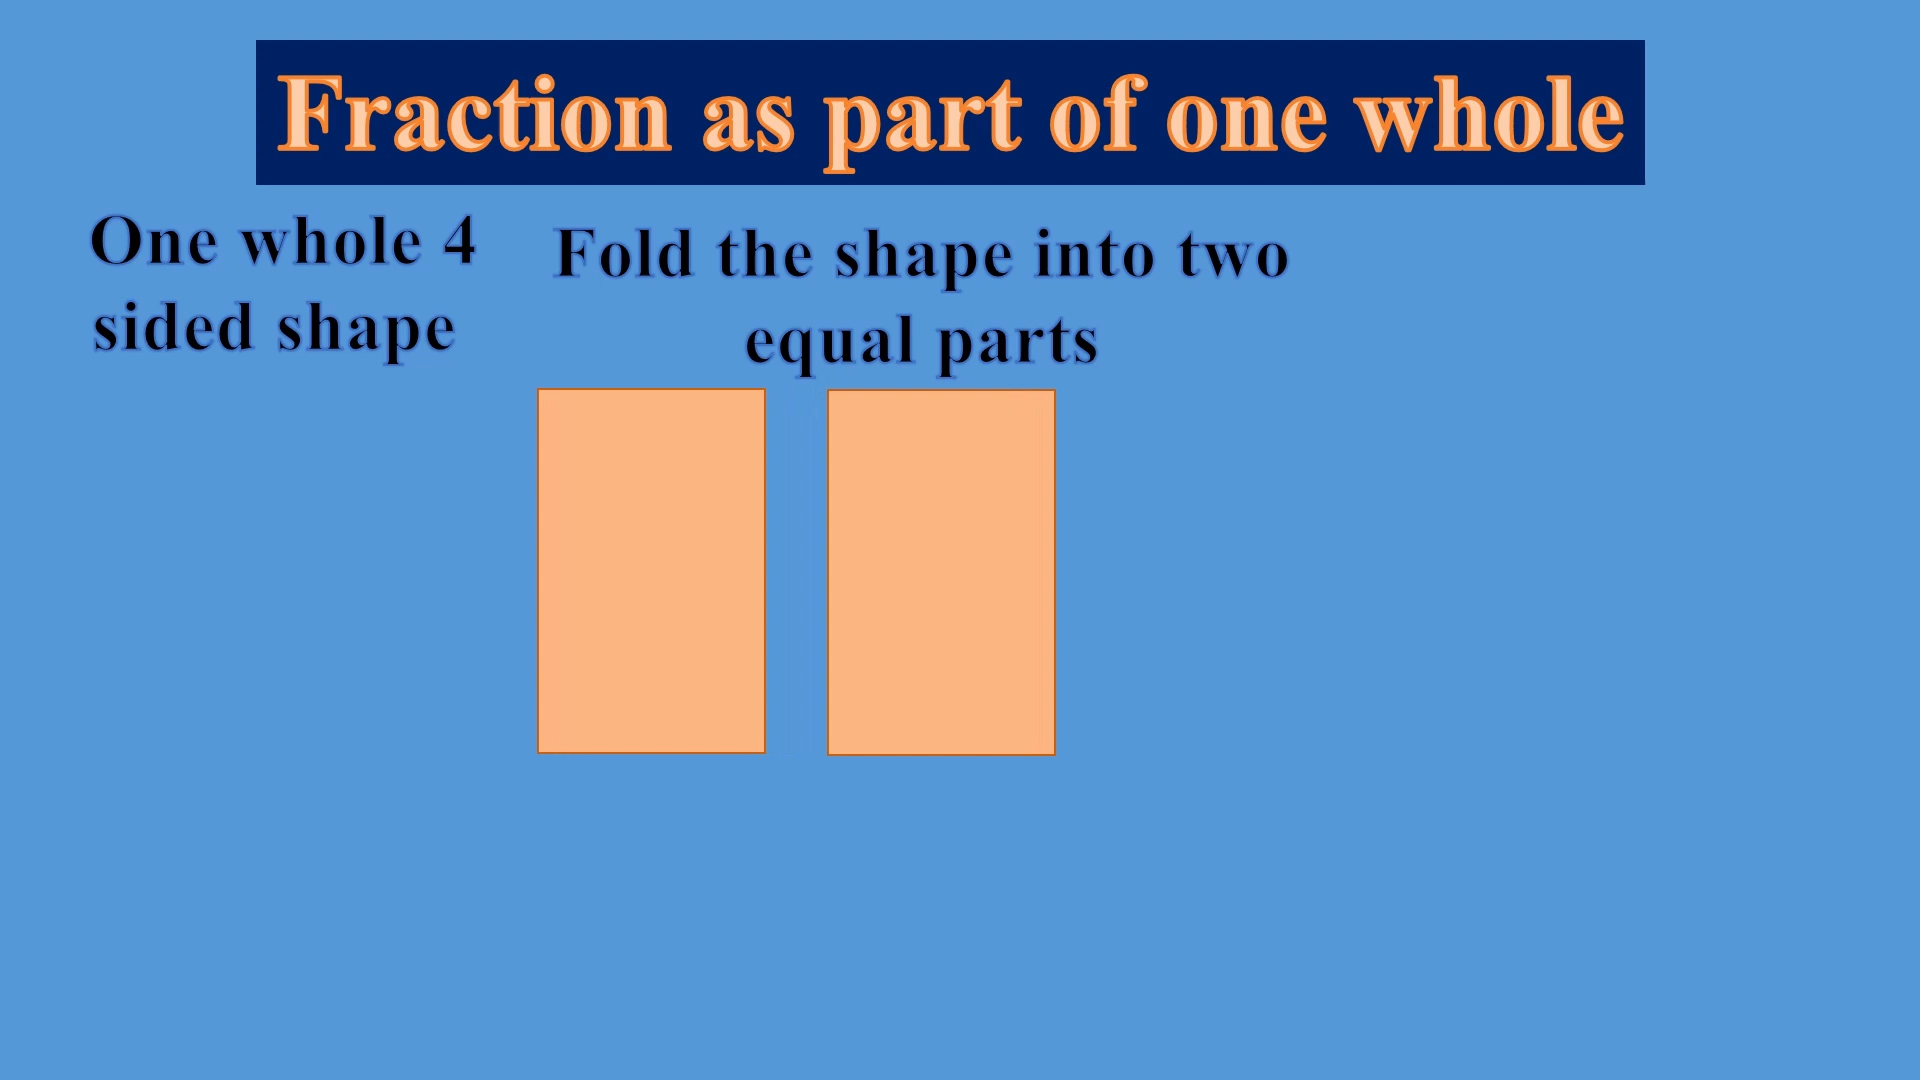 Fraction as part of one whole
One whole 4
sided shape
Fold the shape into two
equal parts